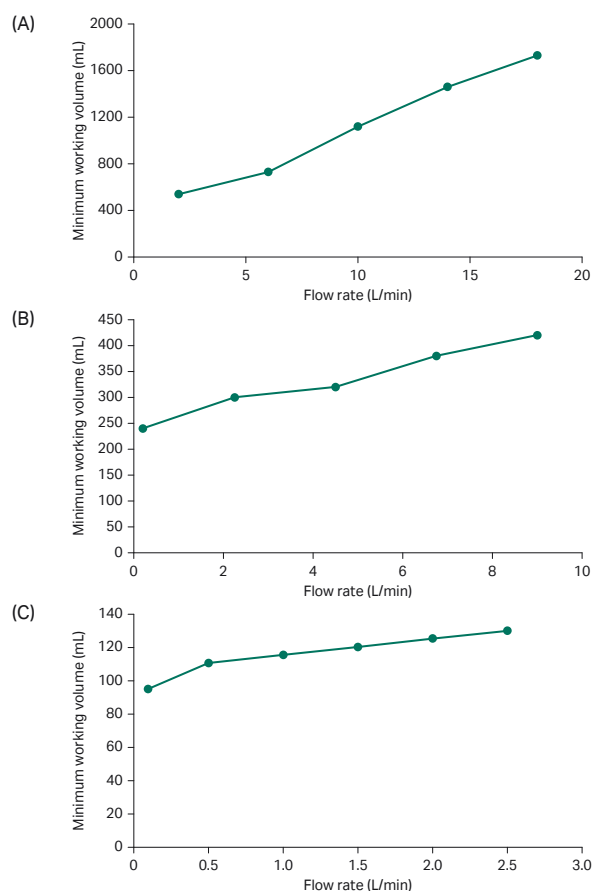 (A)
Minimum working volume (mL)
2000
1600
1200
800
400
0
0 5 10 15 20
Flow rate (L/min)
(B)
Minimum working volume (mL)
450
400
350
300
250
200
150
100
50
0
0 2 4 6 8 10
Flow rate (L/min)
(C)
Minimum working volume (mL)
140
120
100
80
60
40
20
0
0 0.5 1.0 1.5 2.0 2.5 3.0
Flow rate (L/min)